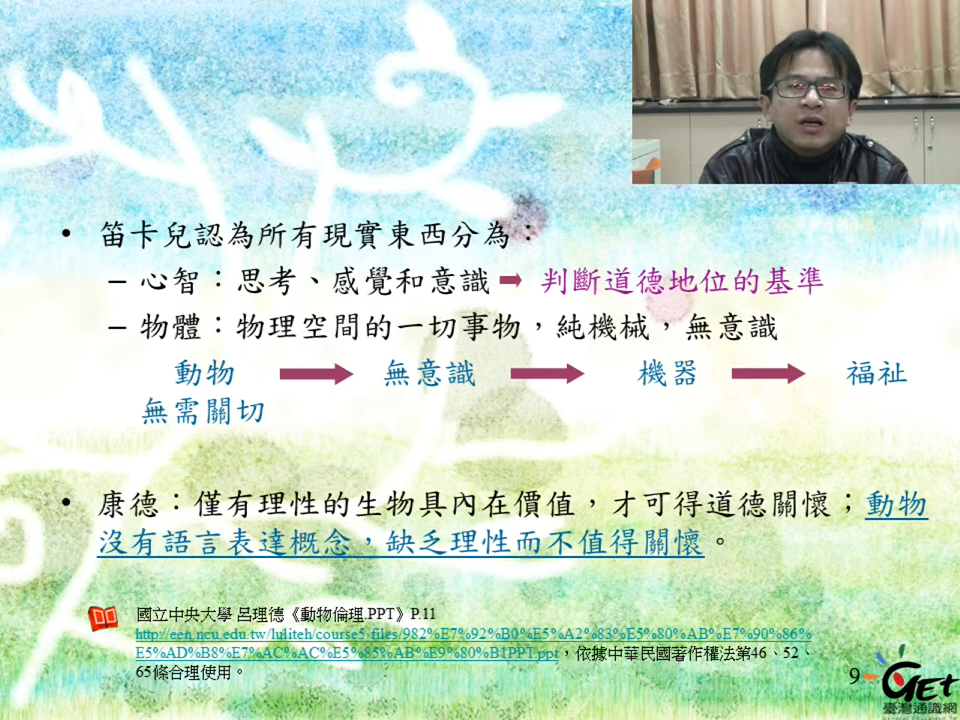 • 笛卡兒認為所有現實東西分為：
– 心智：思考、感覺和意識 ➡ 判斷道德地位的基準
– 物體：物理空間的一切事物，純機械，無意識
動物 → 無意識 → 機器 → 福祉
無需關切
• 康德：僅有理性的生物具內在價值，才可得道德關懷；動物
沒有語言表達概念，缺乏理性而不值得關懷。
國立中央大學 呂理德《動物倫理.PPT》P.11
http://een.ncu.edu.tw/luliteh/course5/files/982%E7%92%B0%E5%A2%83%E5%80%AB%E7%90%86%
E5%AD%B8%E7%AC%AC%E5%85%AB%E9%80%B1PPT.ppt，依據中華民國著作權法第46、52、
65條合理使用。
9
GET
臺灣通識網